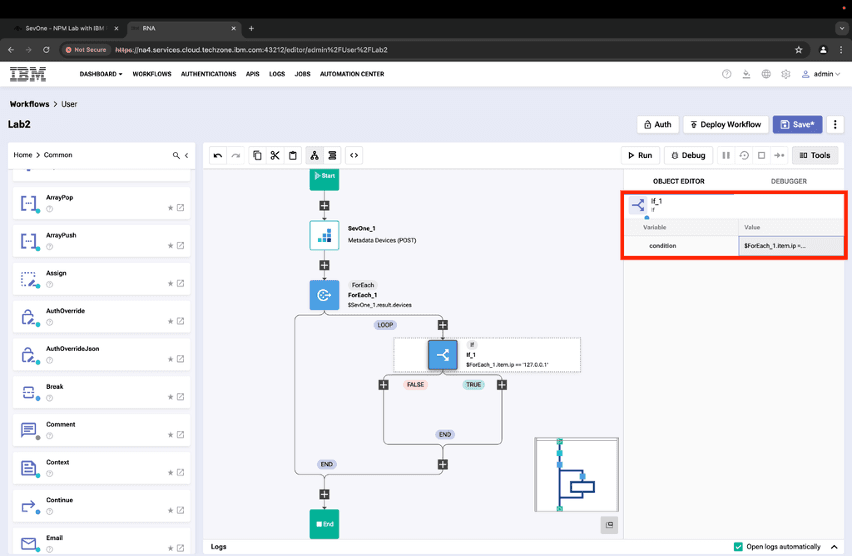 SevOne - NPM Lab with IBM
RNA
Not Secure
https://na4.services.cloud.techzone.ibm.com:43212/editor/admin%2FUser%2FLab2
IBM
DASHBOARD
WORKFLOWS
AUTHENTICATIONS
APIS
LOGS
JOBS
AUTOMATION CENTER
admin
Workflows > User
Lab2
Auth
Deploy Workflow
Save*
Home > Common
Run
Debug
Tools
ArrayPop
ArrayPush
Assign
AuthOverride
AuthOverrideJson
Break
Comment
Context
Continue
Email
Start
SevOne_1
Metadata Devices (POST)
ForEach
ForEach_1
$SevOne_1.result.devices
LOOP
If
If_1
$ForEach_1.item.ip == '127.0.0.1'
FALSE
TRUE
END
END
End
OBJECT EDITOR
DEBUGGER
If_1
If
Variable
Value
condition
$ForEach_1.item.ip =...
Logs
Open logs automatically